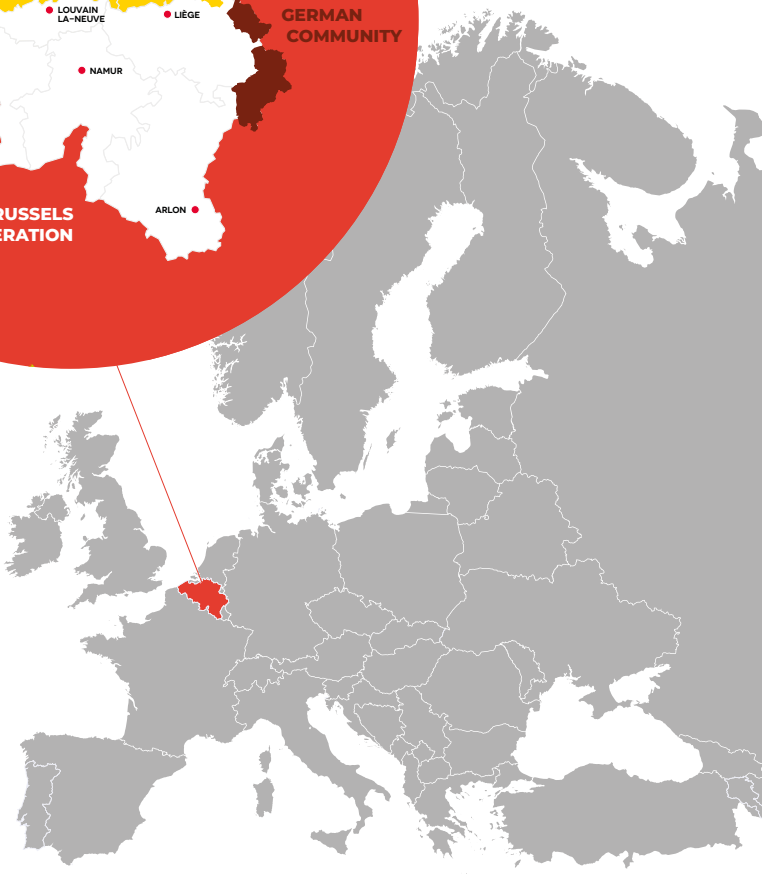 LOUVAIN
LA-NEUVE
LIÈGE
GERMAN
COMMUNITY
NAMUR
ARLON
RUSSELS
ERATION